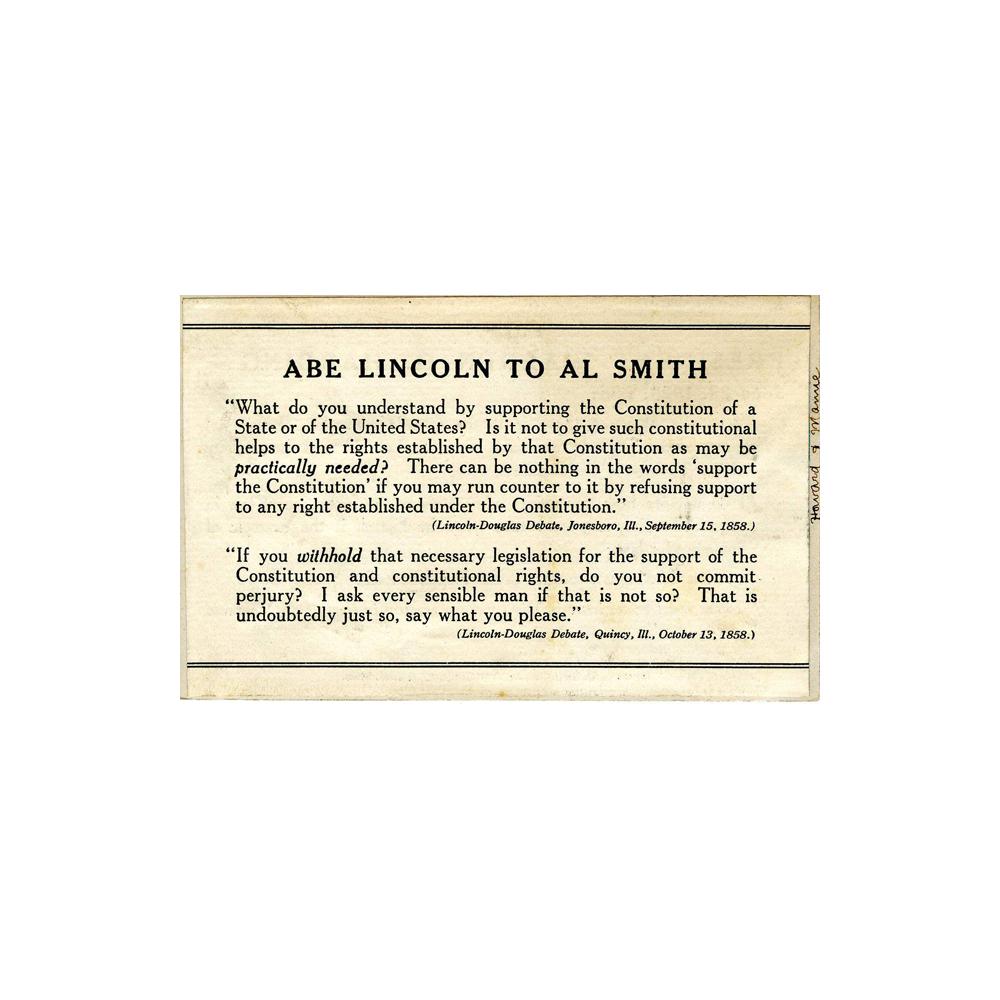 ABE LINCOLN TO AL SMITH
“What do you understand by supporting the Constitution of a
State or of the United States? Is it not to give such constitutional
helps to the rights established by that Constitution as may be
practically needed? There can be nothing in the words ‘support
the Constitution’ if you may run counter to it by refusing support
to any right established under the Constitution.”
(Lincoln-Douglas Debate, Jonesboro, Ill., September 15, 1858.)
“If you withhold that necessary legislation for the support of the
Constitution and constitutional rights, do you not commit
perjury? I ask every sensible man if that is not so? That is
undoubtedly just so, say what you please.”
(Lincoln-Douglas Debate, Quincy, Ill., October 13, 1858.)